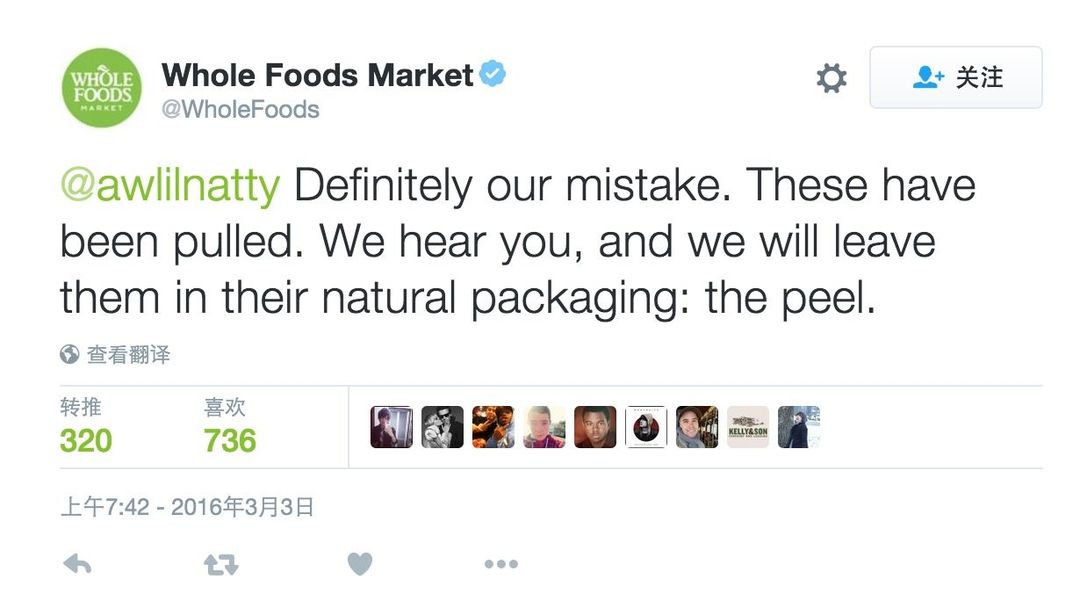 WHOLE
FOODS
MARKET
Whole Foods Market
@WholeFoods
关注
@awlilnatty Definitely our mistake. These have
been pulled. We hear you, and we will leave
them in their natural packaging: the peel.
查看翻译
转推
喜欢
320
736
KELLY&SON
上午7:42 - 2016年3月3日